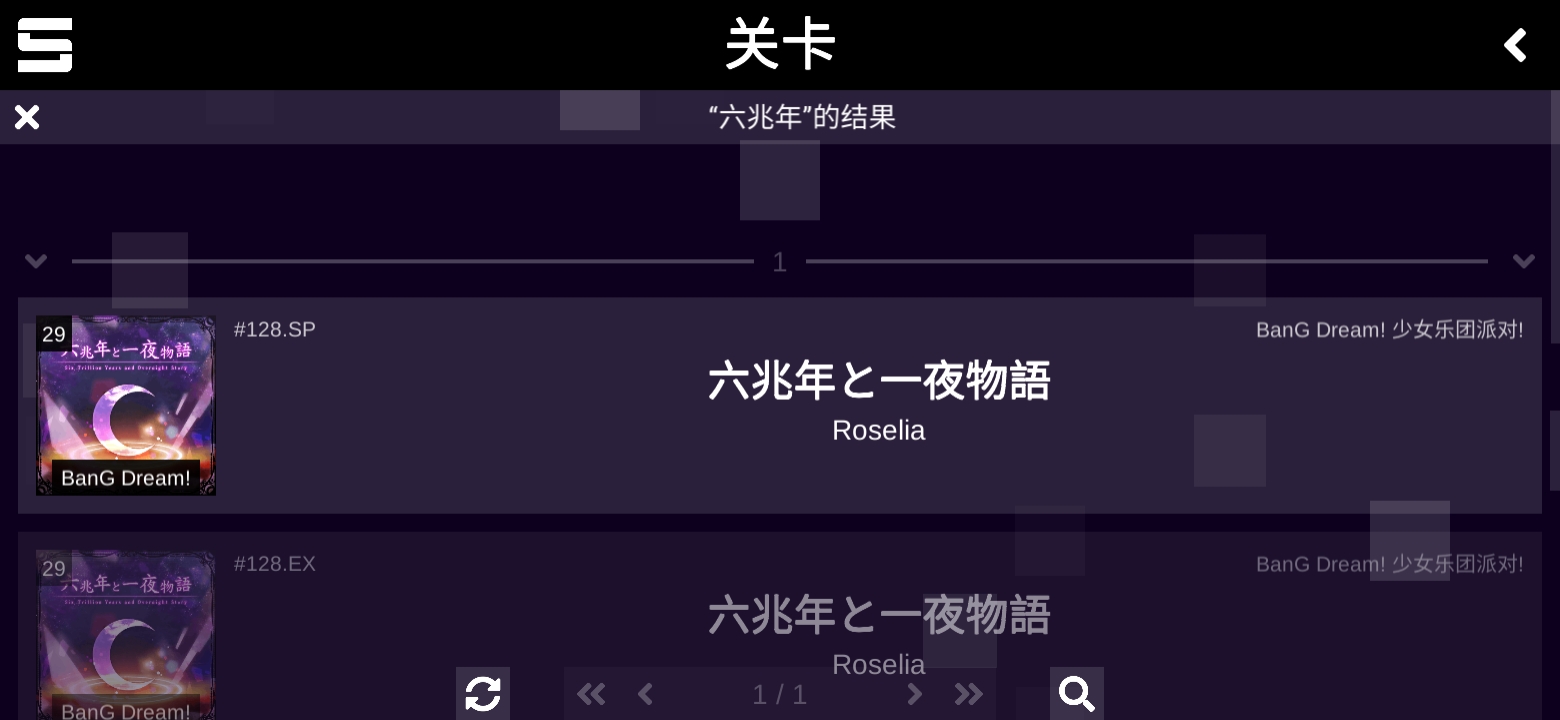 关卡
“六兆年”的结果
1
29
#128.SP
BanG Dream! 少女乐团派对!
六兆年と一夜物語
Six Trillion Years and Overnight Story
六兆年と一夜物語
Roselia
BanG Dream!
29
#128.EX
BanG Dream! 少女乐团派对!
六兆年と一夜物語
Six Trillion Years and Overnight Story
六兆年と一夜物語
Roselia
1 / 1
BanG Dream!